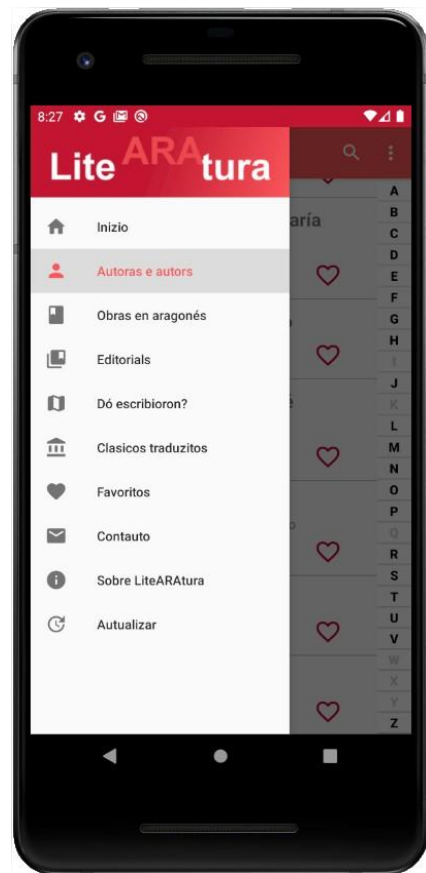 8:27
LiteARAtura
Inizio
Autoras e autors
Obras en aragonés
Editorials
Dó escribioron?
Clasicos traduzitos
Favoritos
Contauto
Sobre LiteARAtura
Autualizar
aría
A
B
C
D
E
F
G
H
I
J
K
L
M
N
O
P
Q
R
S
T
U
V
W
X
Y
Z